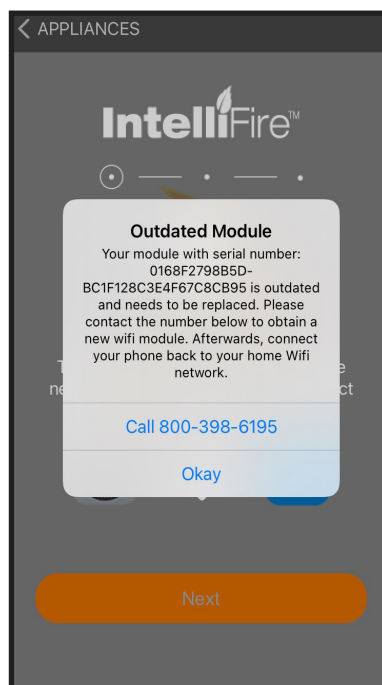 APPLIANCES
IntelliFire™
Outdated Module
Your module with serial number:
0168F2798B5D-
BC1F128C3E4F67C8CB95 is outdated
and needs to be replaced. Please
contact the number below to obtain a
new wifi module. Afterwards, connect
your phone back to your home Wifi
network.
Call 800-398-6195
Okay
Next